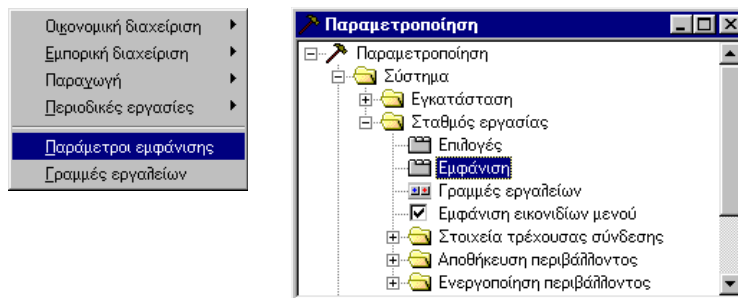 Οικονομική διαχείριση
Εμπορική διαχείριση
Παραγωγή
Περιοδικές εργασίες
Παράμετροι εμφάνισης
Γραμμές εργαλείων
Παραμετροποίηση
Παραμετροποίηση
Σύστημα
Εγκατάσταση
Σταθμός εργασίας
Επιλογές
Εμφάνιση
Γραμμές εργαλείων
Εμφάνιση εικονιδίων μενού
Στοιχεία τρέχουσας σύνδεσης
Αποθήκευση περιβάλλοντος
Ενεργοποίηση περιβάλλοντος